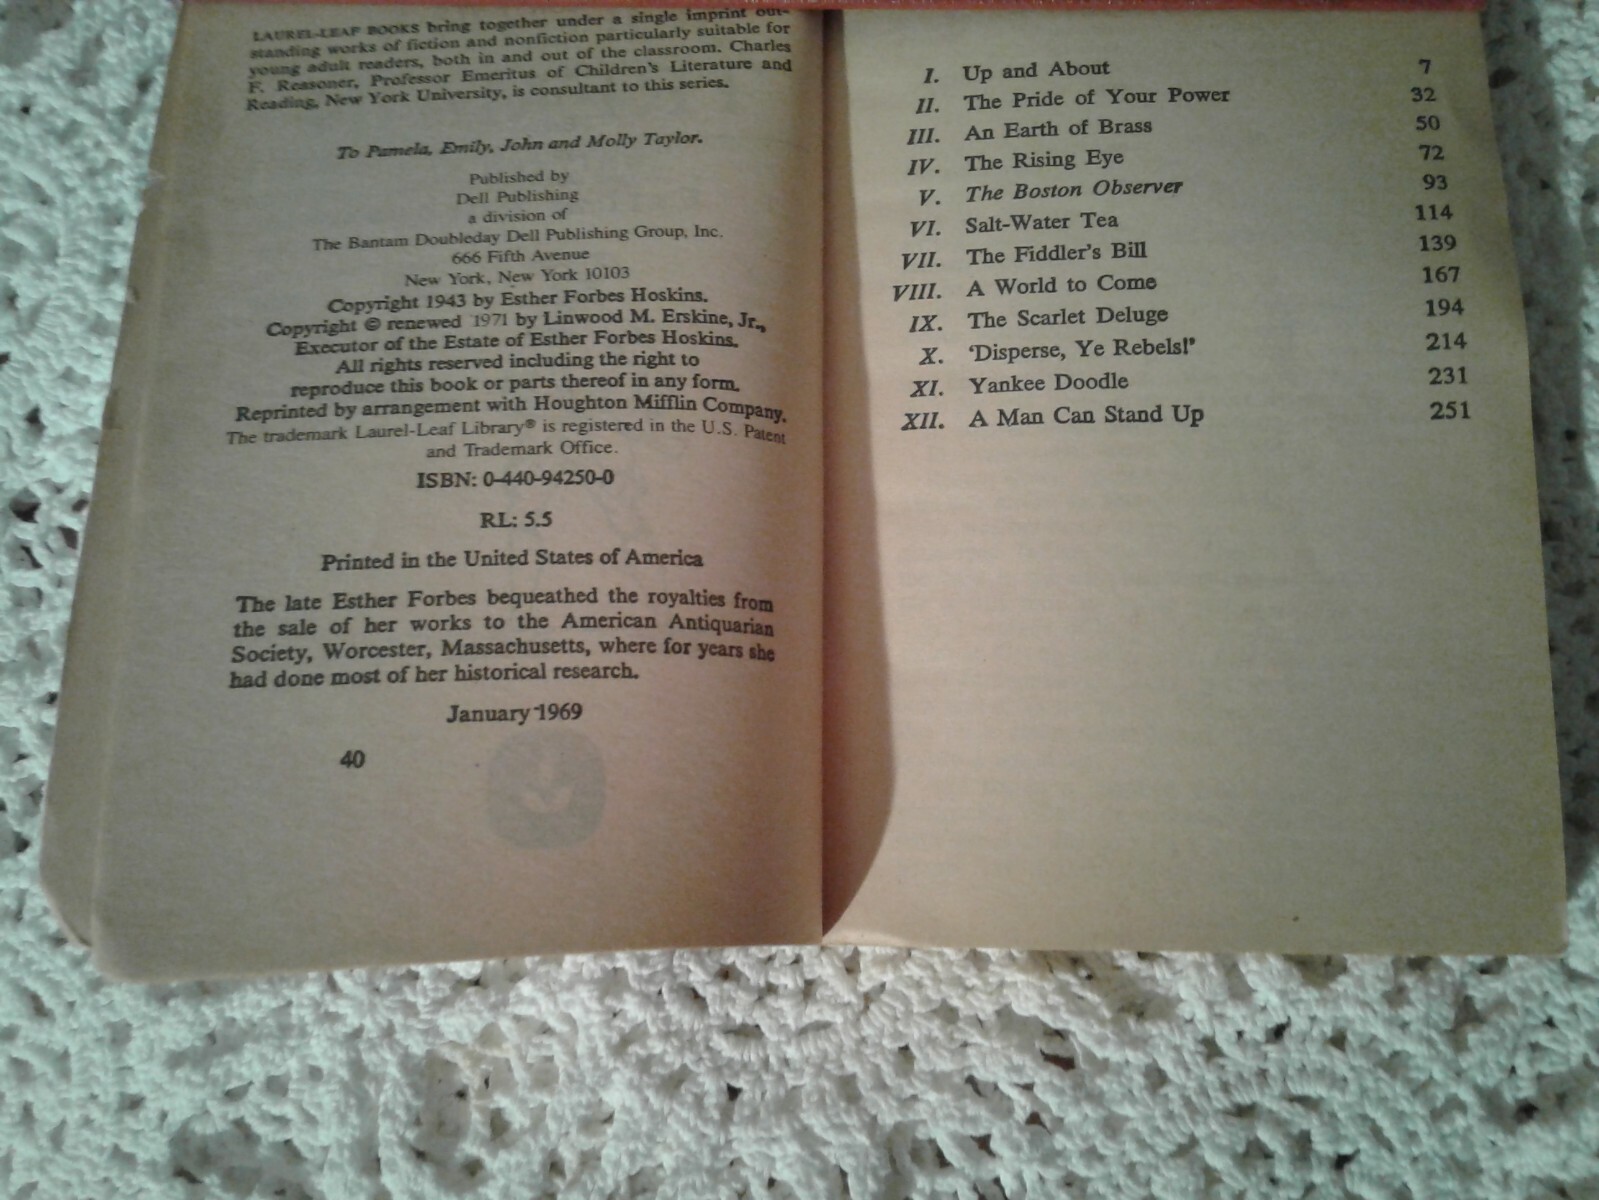 LAUREL-LEAF BOOKS bring together under a single imprint out-
standing works of fiction and nonfiction particularly suitable for
young adult readers, both in and out of the classroom. Charles
F. Reasoner, Professor Emeritus of Children's Literature and
Reading, New York University, is consultant to this series.
To Pamela, Emily, John and Molly Taylor.
Published by
Dell Publishing
a division of
The Bantam Doubleday Dell Publishing Group, Inc.
666 Fifth Avenue
New York, New York 10103
Copyright 1943 by Esther Forbes Hoskins.
Copyright © renewed 1971 by Linwood M. Erskine, Jr.,
Executor of the Estate of Esther Forbes Hoskins.
All rights reserved including the right to
reproduce this book or parts thereof in any form.
Reprinted by arrangement with Houghton Mifflin Company.
The trademark Laurel-Leaf Library® is registered in the U.S. Patent
and Trademark Office.
ISBN: 0-440-94250-0
RL: 5.5
Printed in the United States of America
The late Esther Forbes bequeathed the royalties from
the sale of her works to the American Antiquarian
Society, Worcester, Massachusetts, where for years she
had done most of her historical research.
January 1969
40
I. Up and About 7
II. The Pride of Your Power 32
III. An Earth of Brass 50
IV. The Rising Eye 72
V. The Boston Observer 93
VI. Salt-Water Tea 114
VII. The Fiddler's Bill 139
VIII. A World to Come 167
IX. The Scarlet Deluge 194
X. 'Disperse, Ye Rebels!' 214
XI. Yankee Doodle 231
XII. A Man Can Stand Up 251